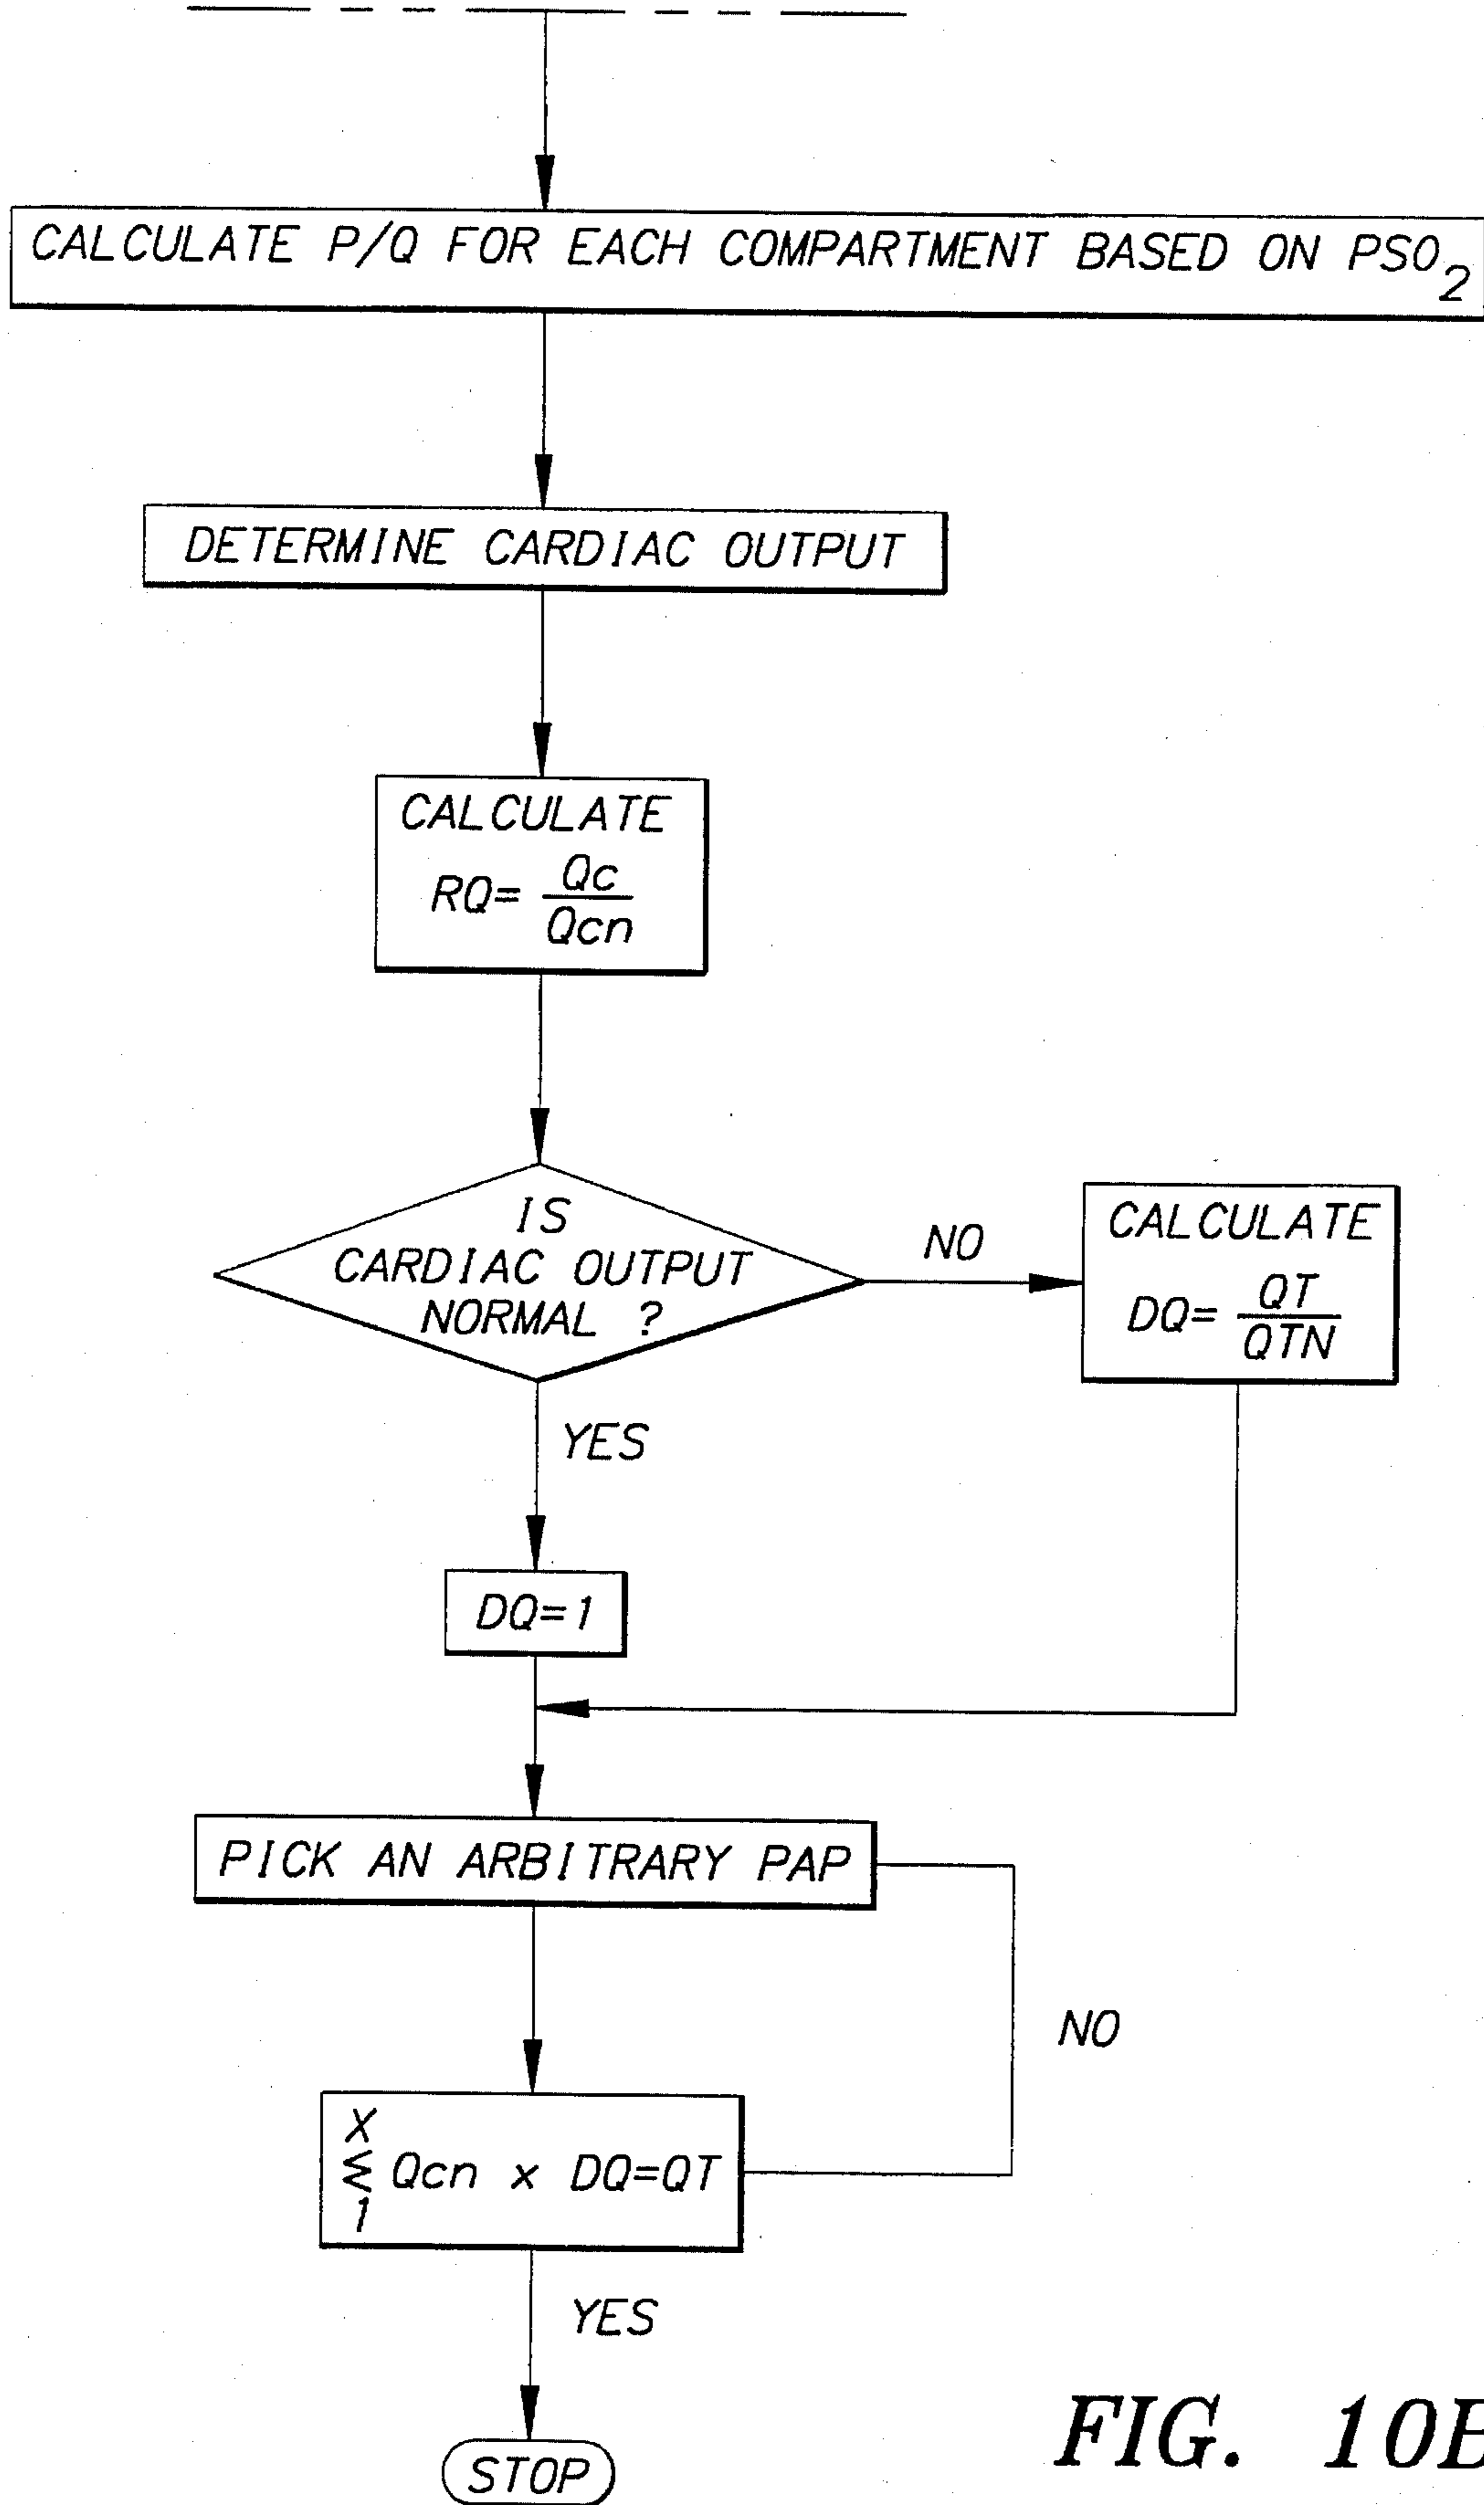 CALCULATE P/Q FOR EACH COMPARTMENT BASED ON PSO₂
DETERMINE CARDIAC OUTPUT
CALCULATE
RQ= Qc
Qcn
IS
CARDIAC OUTPUT
NORMAL ?
NO
CALCULATE
DQ= QT
QTN
YES
DQ=1
PICK AN ARBITRARY PAP
NO
X
Σ Qcn x DQ=QT
1
YES
STOP
FIG. 10B